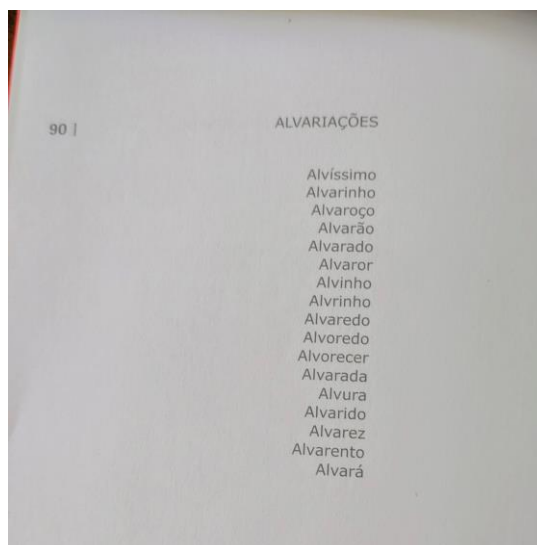 90 |
ALVARIAÇÕES
Alvíssimo
Alvarinho
Alvaroço
Alvarão
Alvarado
Alvaror
Alvinho
Alvrinho
Alvaredo
Alvoredo
Alvorecer
Alvarada
Alvura
Alvarido
Alvarez
Alvarento
Alvará